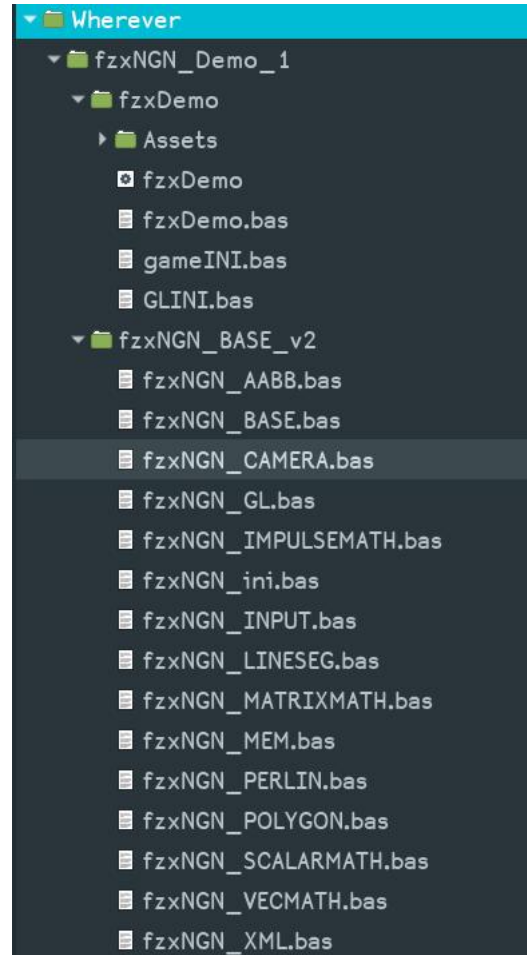 Wherever
fzxNGN_Demo_1
fzxDemo
Assets
fzxDemo
fzxDemo.bas
gameINI.bas
GLINI.bas
fzxNGN_BASE_v2
fzxNGN_AABB.bas
fzxNGN_BASE.bas
fzxNGN_CAMERA.bas
fzxNGN_GL.bas
fzxNGN_IMPULSEMATH.bas
fzxNGN_ini.bas
fzxNGN_INPUT.bas
fzxNGN_LINESEG.bas
fzxNGN_MATRIXMATH.bas
fzxNGN_MEM.bas
fzxNGN_PERLIN.bas
fzxNGN_POLYGON.bas
fzxNGN_SCALARMATH.bas
fzxNGN_VECMATH.bas
fzxNGN_XML.bas